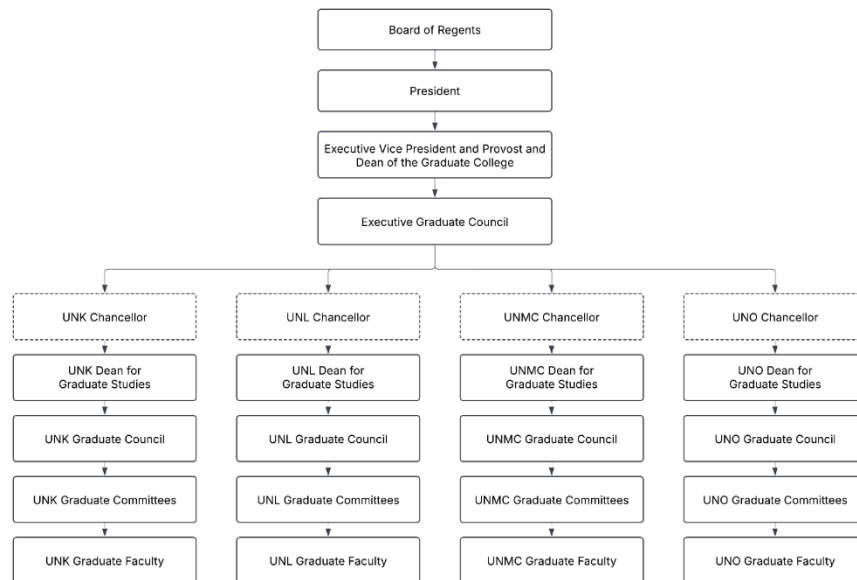 Board of Regents
President
Executive Vice President and Provost and
Dean of the Graduate College
Executive Graduate Council
UNK Chancellor
UNL Chancellor
UNMC Chancellor
UNO Chancellor
UNK Dean for
Graduate Studies
UNL Dean for
Graduate Studies
UNMC Dean for
Graduate Studies
UNO Dean for
Graduate Studies
UNK Graduate Council
UNL Graduate Council
UNMC Graduate Council
UNO Graduate Council
UNK Graduate Committees
UNL Graduate Committees
UNMC Graduate Committees
UNO Graduate Committees
UNK Graduate Faculty
UNL Graduate Faculty
UNMC Graduate Faculty
UNO Graduate Faculty